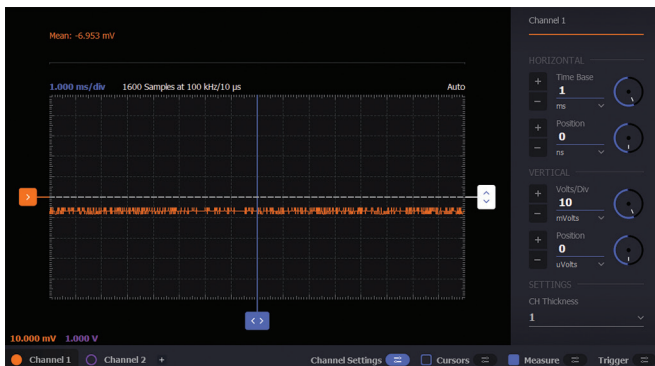 Channel 1
Mean: -6.953 mV
HORIZONTAL
1.000 ms/div 1600 Samples at 100 kHz/10 µs Auto
+ Time Base
1
- ms
+ Position
0
- ns
VERTICAL
+ Volts/Div
10
- mVolts
+ Position
0
- uVolts
SETTINGS
CH Thickness
1
10.000 mV 1.000 V
Channel 1 Channel 2 + Channel Settings Cursors Measure Trigger